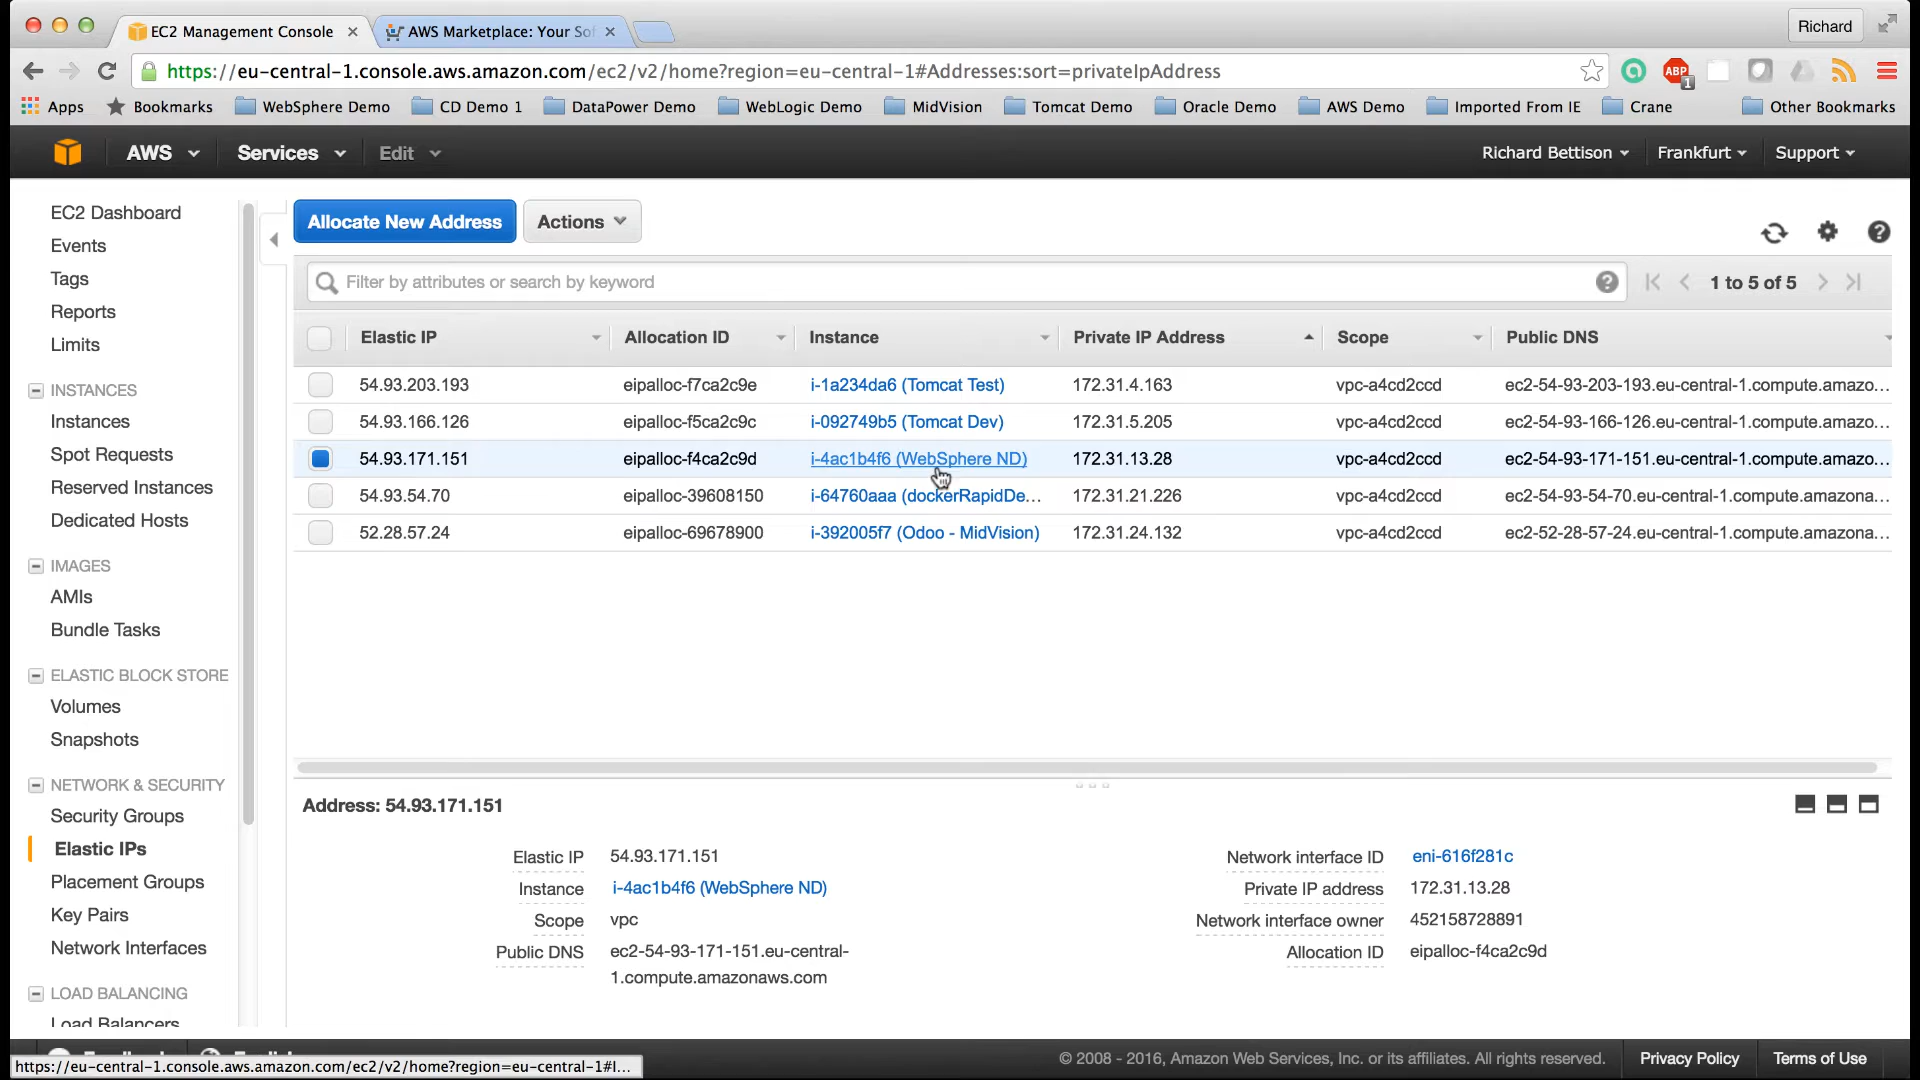 EC2 Management Console
AWS Marketplace: Your Sof
Richard
https://eu-central-1.console.aws.amazon.com/ec2/v2/home?region=eu-central-1#Addresses:sort=privateIpAddress
ABP
1
Apps
Bookmarks
WebSphere Demo
CD Demo 1
DataPower Demo
WebLogic Demo
MidVision
Tomcat Demo
Oracle Demo
AWS Demo
Imported From IE
Crane
Other Bookmarks
AWS
Services
Edit
Richard Bettison
Frankfurt
Support
EC2 Dashboard
Events
Tags
Reports
Limits
INSTANCES
Instances
Spot Requests
Reserved Instances
Dedicated Hosts
IMAGES
AMIs
Bundle Tasks
ELASTIC BLOCK STORE
Volumes
Snapshots
NETWORK & SECURITY
Security Groups
Elastic IPs
Placement Groups
Key Pairs
Network Interfaces
LOAD BALANCING
Load Balancers
Allocate New Address
Actions
Filter by attributes or search by keyword
1 to 5 of 5
Elastic IP Allocation ID Instance Private IP Address Scope Public DNS
54.93.203.193 eipalloc-f7ca2c9e i-1a234da6 (Tomcat Test) 172.31.4.163 vpc-a4cd2ccd ec2-54-93-203-193.eu-central-1.compute.amazo...
54.93.166.126 eipalloc-f5ca2c9c i-092749b5 (Tomcat Dev) 172.31.5.205 vpc-a4cd2ccd ec2-54-93-166-126.eu-central-1.compute.amazo...
54.93.171.151 eipalloc-f4ca2c9d i-4ac1b4f6 (WebSphere ND) 172.31.13.28 vpc-a4cd2ccd ec2-54-93-171-151.eu-central-1.compute.amazo...
54.93.54.70 eipalloc-39608150 i-64760aaa (dockerRapidDe... 172.31.21.226 vpc-a4cd2ccd ec2-54-93-54-70.eu-central-1.compute.amazona...
52.28.57.24 eipalloc-69678900 i-392005f7 (Odoo - MidVision) 172.31.24.132 vpc-a4cd2ccd ec2-52-28-57-24.eu-central-1.compute.amazona...
Address: 54.93.171.151
Elastic IP 54.93.171.151
Instance i-4ac1b4f6 (WebSphere ND)
Scope vpc
Public DNS ec2-54-93-171-151.eu-central-
1.compute.amazonaws.com
Network interface ID eni-616f281c
Private IP address 172.31.13.28
Network interface owner 452158728891
Allocation ID eipalloc-f4ca2c9d
https://eu-central-1.console.aws.amazon.com/ec2/v2/home?region=eu-central-1#I...
© 2008 - 2016, Amazon Web Services, Inc. or its affiliates. All rights reserved.
Privacy Policy
Terms of Use